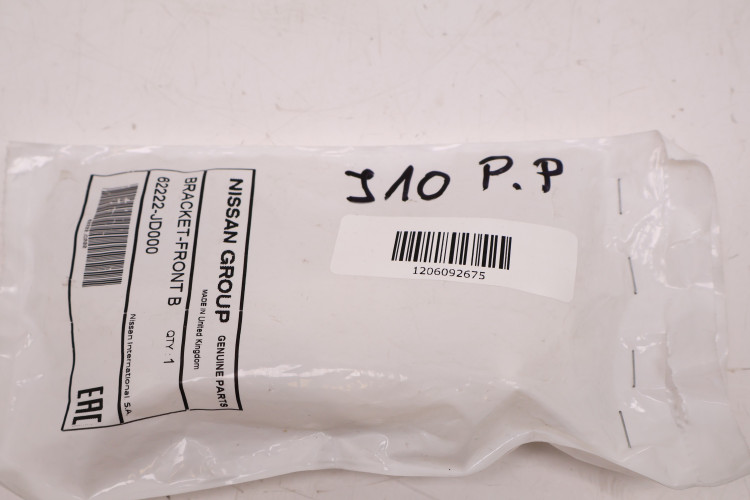 J10 P.P
1206092675
NISSAN GROUP GENUINE PARTS
MADE IN United Kingdom
BRACKET-FRONT B QTY : 1
62222-JD000
Nissan International S.A.
EAC